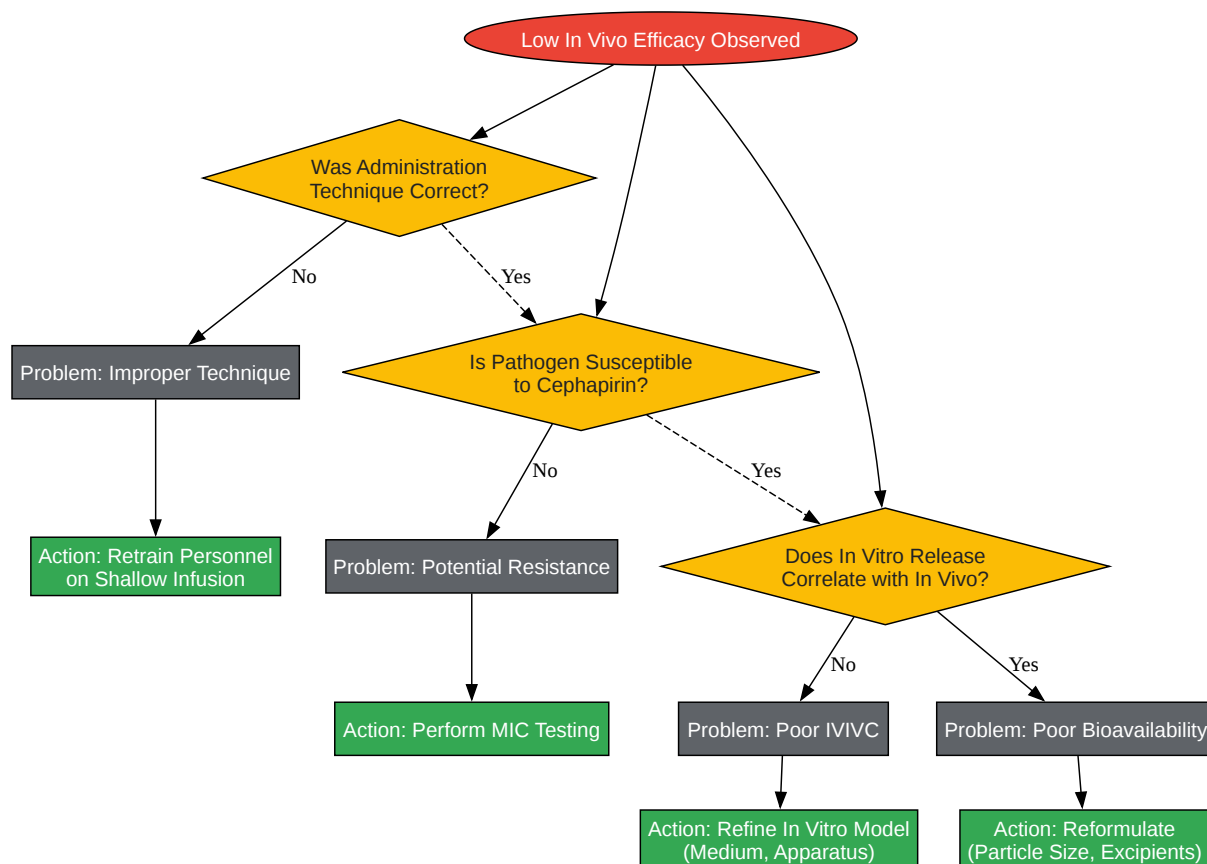 Low In Vivo Efficacy Observed
Was Administration
Technique Correct?
No
Yes
Problem: Improper Technique
Is Pathogen Susceptible
to Cephapirin?
No
Yes
Action: Retrain Personnel
on Shallow Infusion
Problem: Potential Resistance
Does In Vitro Release
Correlate with In Vivo?
No
Yes
Action: Perform MIC Testing
Problem: Poor IVIVC
Problem: Poor Bioavailability
Action: Refine In Vitro Model
(Medium, Apparatus)
Action: Reformulate
(Particle Size, Excipients)